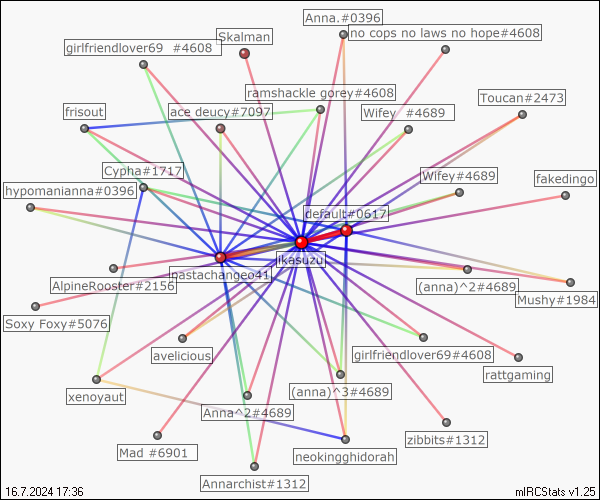 Anna.#0396
no cops no laws no hope#4608
Skalman
girlfriendlover69 #4608
ramshackle gorey#4608
Toucan#2473
frisout
ace deucy#7097
Wifey #4689
Cypha#1717
Wifey#4689
fakedingo
hypomanianna#0396
default#0617
jkasuzu
pastachangeo41
AlpineRooster#2156
(anna)^2#4689
Mushy#1984
Soxy Foxy#5076
avelicious
girlfriendlover69#4608
rattgaming
xenoyaut
(anna)^3#4689
Anna^2#4689
zibbits#1312
Mad #6901
neokingghidorah
Annarchist#1312
16.7.2024 17:36
mIRCStats v1.25